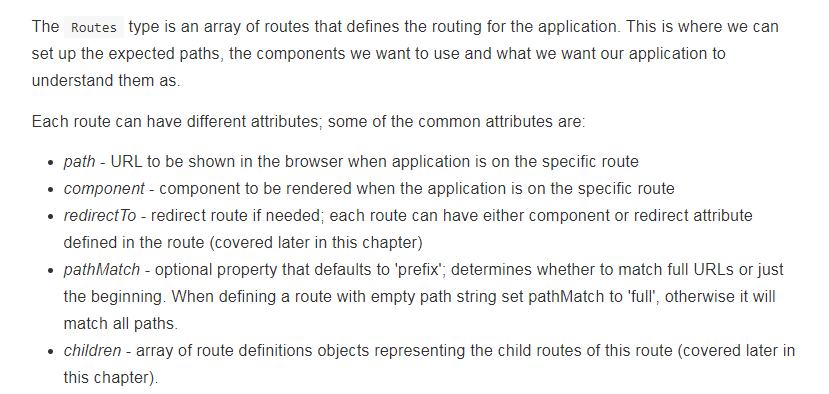 The Routes type is an array of routes that defines the routing for the application. This is where we can
set up the expected paths, the components we want to use and what we want our application to
understand them as.
Each route can have different attributes; some of the common attributes are:
• path - URL to be shown in the browser when application is on the specific route
• component - component to be rendered when the application is on the specific route
• redirectTo - redirect route if needed; each route can have either component or redirect attribute
defined in the route (covered later in this chapter)
• pathMatch - optional property that defaults to 'prefix'; determines whether to match full URLs or just
the beginning. When defining a route with empty path string set pathMatch to 'full', otherwise it will
match all paths.
• children - array of route definitions objects representing the child routes of this route (covered later in
this chapter).